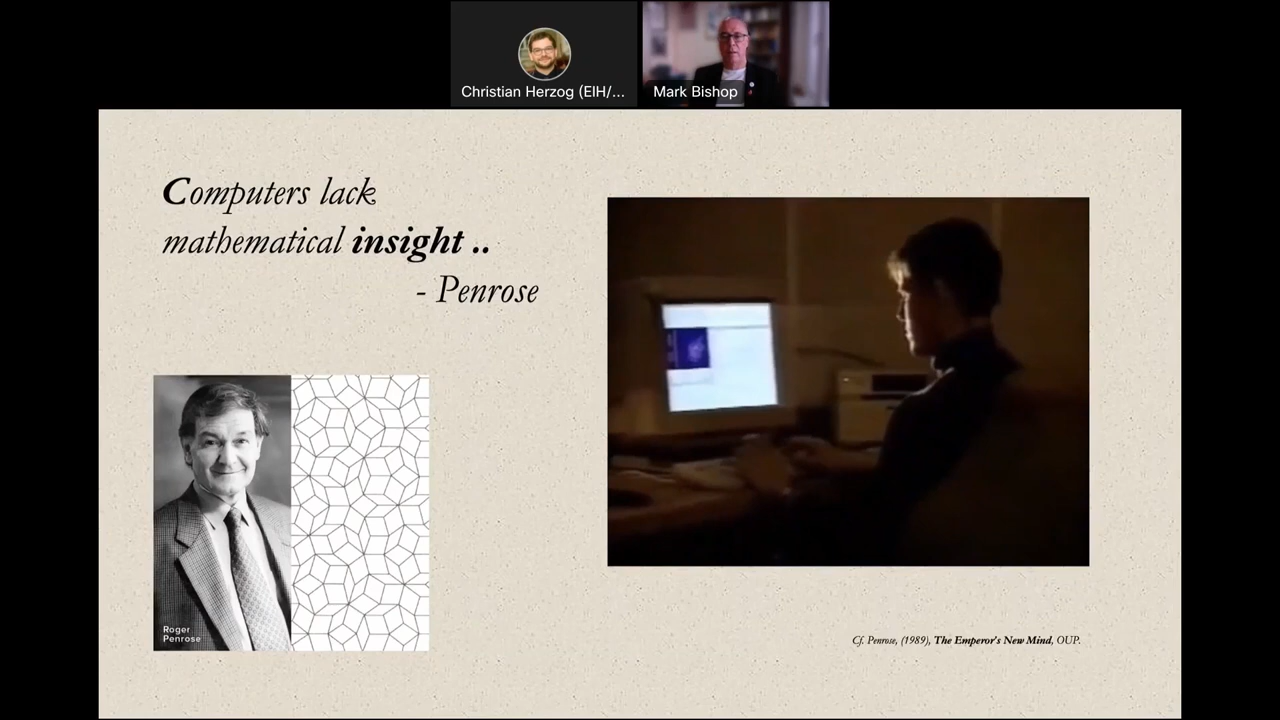 Christian Herzog (EIH/...
Mark Bishop
Computers lack
mathematical insight ..
- Penrose
Roger
Penrose
Cf. Penrose, (1989), The Emperor's New Mind, OUP.